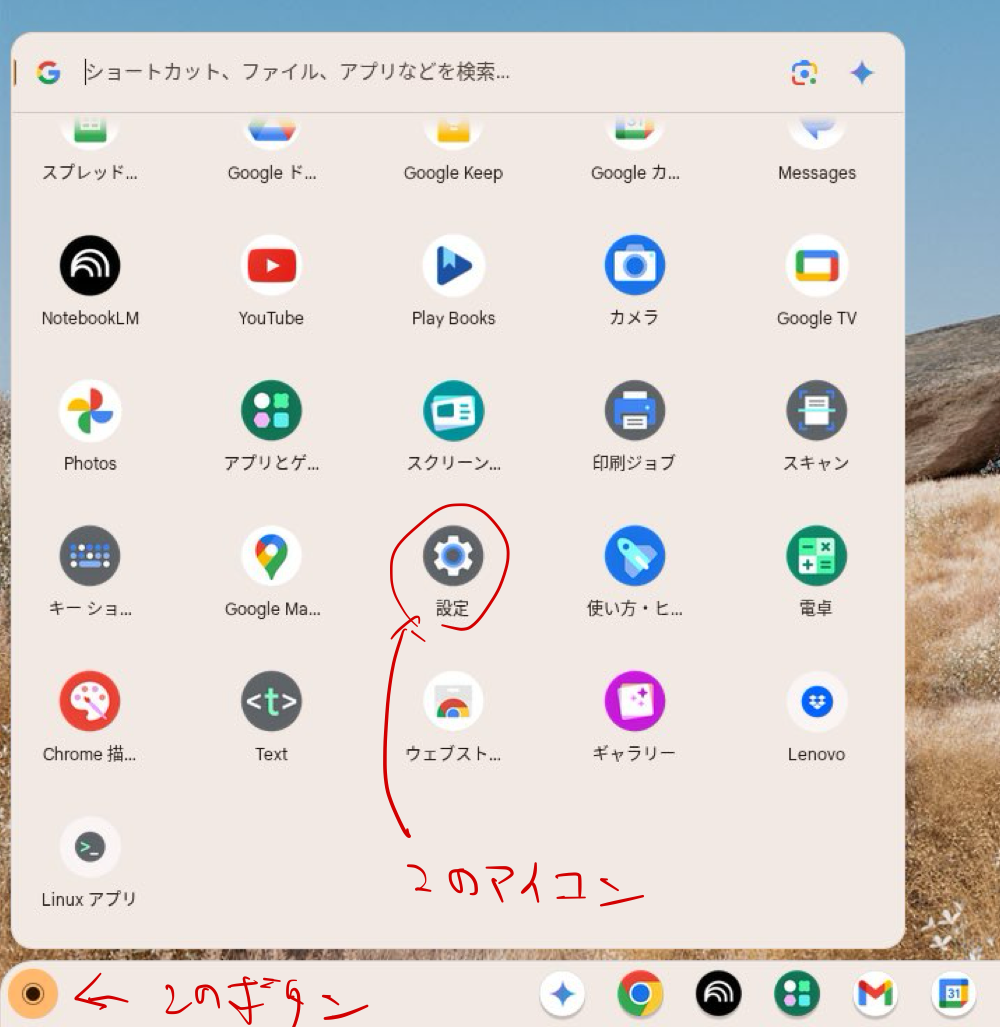 ショートカット、ファイル、アプリなどを検索...
スプレッド... Google ド... Google Keep Google カ... Messages
31
NotebookLM YouTube Play Books カメラ Google TV
Photos アプリとゲ... スクリーン... 印刷ジョブ スキャン
キー ショ... Google Ma... 設定 使い方・ヒ... 電卓
<t>
Chrome 描... Text ウェブスト... ギャラリー Lenovo
>_
Linux アプリ
このアイコン
このボタン
31